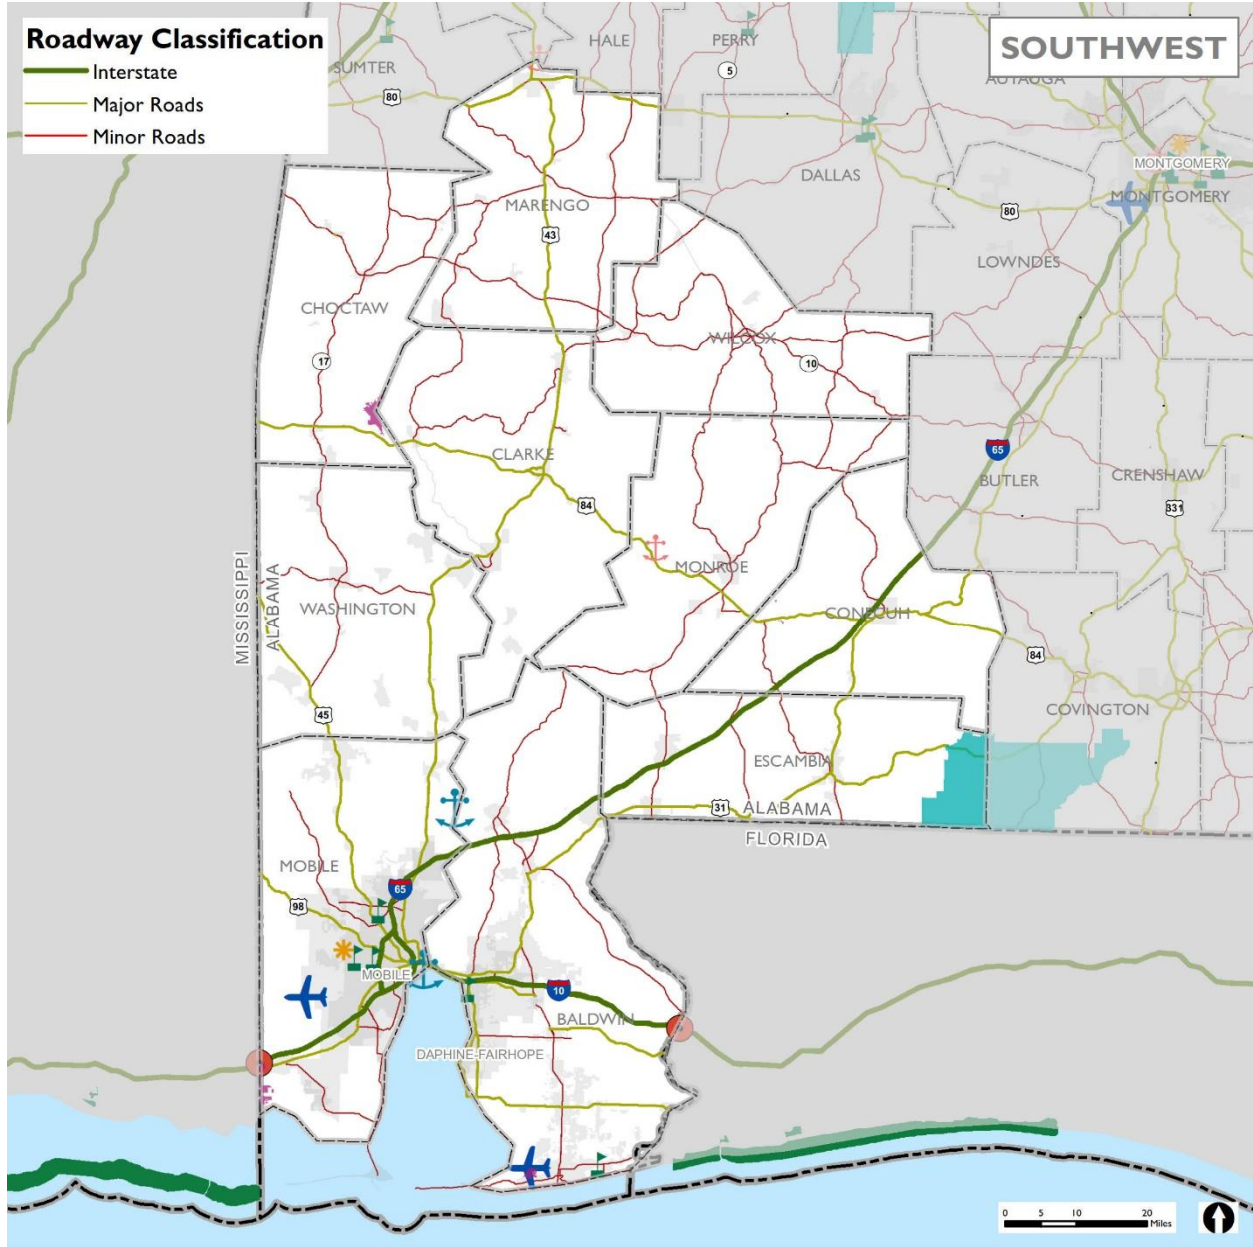 Roadway Classification
Interstate
Major Roads
Minor Roads
SOUTHWEST
HALE
PERRY
SUMTER
5
80
AUTAUGA
MONTGOMERY
DALLAS
MONTGOMERY
MARENGO
80
43
LOWNDES
CHOCTAW
WILCOX
17
10
CLARKE
65
BUTLER
CRENSHAW
84
331
MONROE
WASHINGTON
CONECUH
MISSISSIPPI
ALABAMA
84
45
COVINGTON
ESCAMBIA
31
ALABAMA
FLORIDA
MOBILE
65
98
MOBILE
10
BALDWIN
DAPHINE-FAIRHOPE
0 5 10 20
Miles